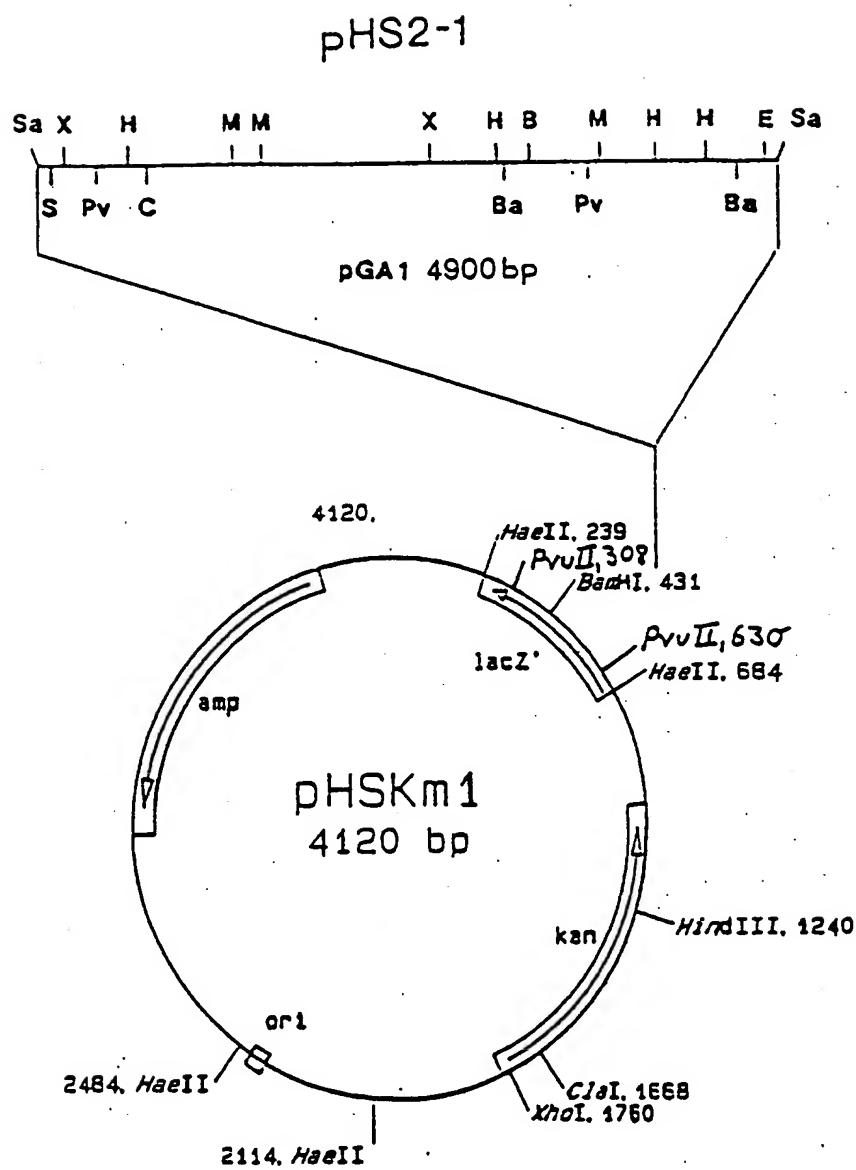 pHS2-1
Sa X H M M X H B M H H E Sa
S Pv C Ba Pv Ba
pGA1 4900bp
4120.
HaeII, 239
PvuII, 308
BamHI, 431
PvuII, 630
HaeII, 684
lacZ'
amp
pHSKm1
4120 bp
kan
HindIII, 1240
ori
2484, HaeII
ClaI, 1668
XhoI, 1760
2114, HaeII